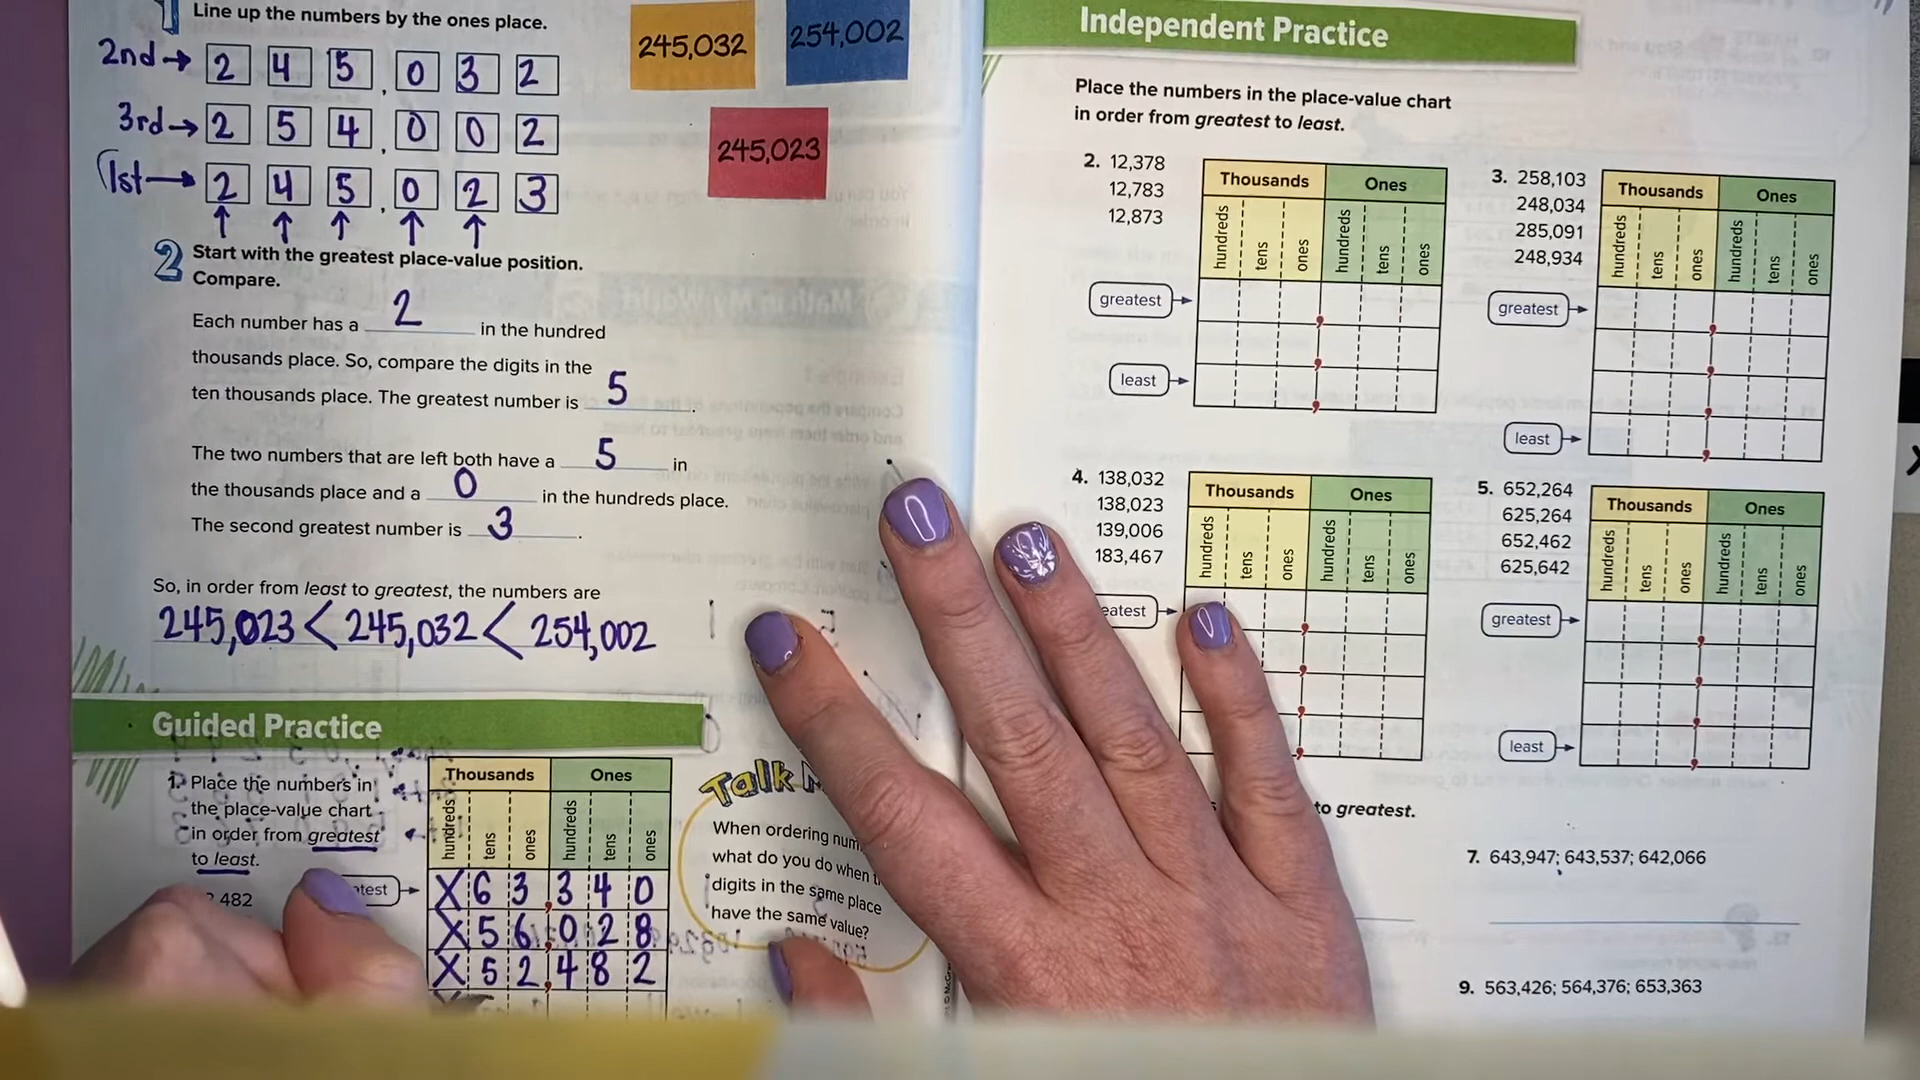 1 Line up the numbers by the ones place.
2nd → 2 4 5 , 0 3 2
3rd → 2 5 4 , 0 0 2
1st → 2 4 5 , 0 2 3
↑ ↑ ↑ ↑ ↑
245,032
254,002
245,023
2 Start with the greatest place-value position.
Compare.
Each number has a 2 in the hundred
thousands place. So, compare the digits in the
ten thousands place. The greatest number is 5.
The two numbers that are left both have a 5 in
the thousands place and a 0 in the hundreds place.
The second greatest number is 3.
So, in order from least to greatest, the numbers are
245,023 < 245,032 < 254,002
Guided Practice
1. Place the numbers in
the place-value chart
in order from greatest
to least.
482
Thousands Ones
hundreds tens ones hundreds tens ones
X 6 3 , 3 4 0
X 5 6 , 0 2 8
X 5 2 , 4 8 2
Talk
When ordering
what do you do when
digits in the same place
have the same value?
Independent Practice
Place the numbers in the place-value chart
in order from greatest to least.
2. 12,378
12,783
12,873
Thousands Ones
hundreds tens ones hundreds tens ones
greatest →
least →
3. 258,103
248,034
285,091
248,934
Thousands Ones
hundreds tens ones hundreds tens ones
greatest →
least →
4. 138,032
138,023
139,006
183,467
Thousands Ones
hundreds tens ones hundreds tens ones
5. 652,264
625,264
652,462
625,642
Thousands Ones
hundreds tens ones hundreds tens ones
greatest →
least →
to greatest.
7. 643,947; 643,537; 642,066
9. 563,426; 564,376; 653,363